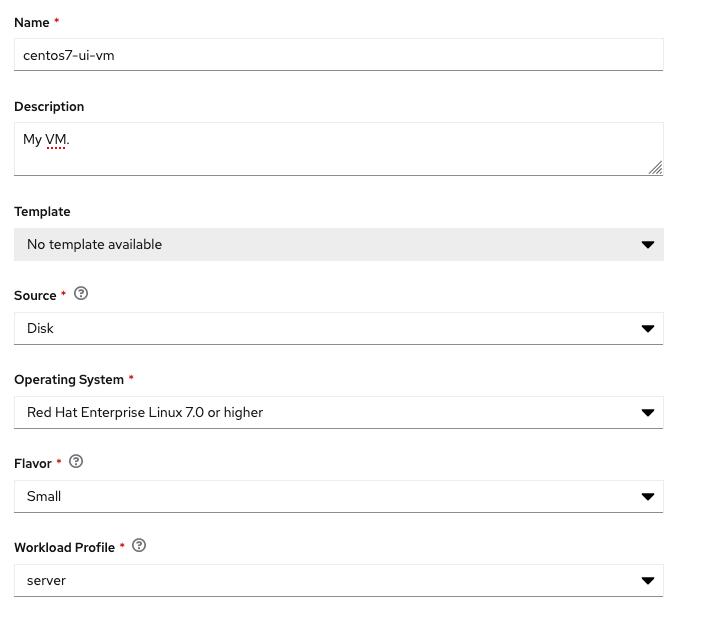 Name *
centos7-ui-vm
Description
My VM.
Template
No template available
Source * ?
Disk
Operating System *
Red Hat Enterprise Linux 7.0 or higher
Flavor * ?
Small
Workload Profile * ?
server